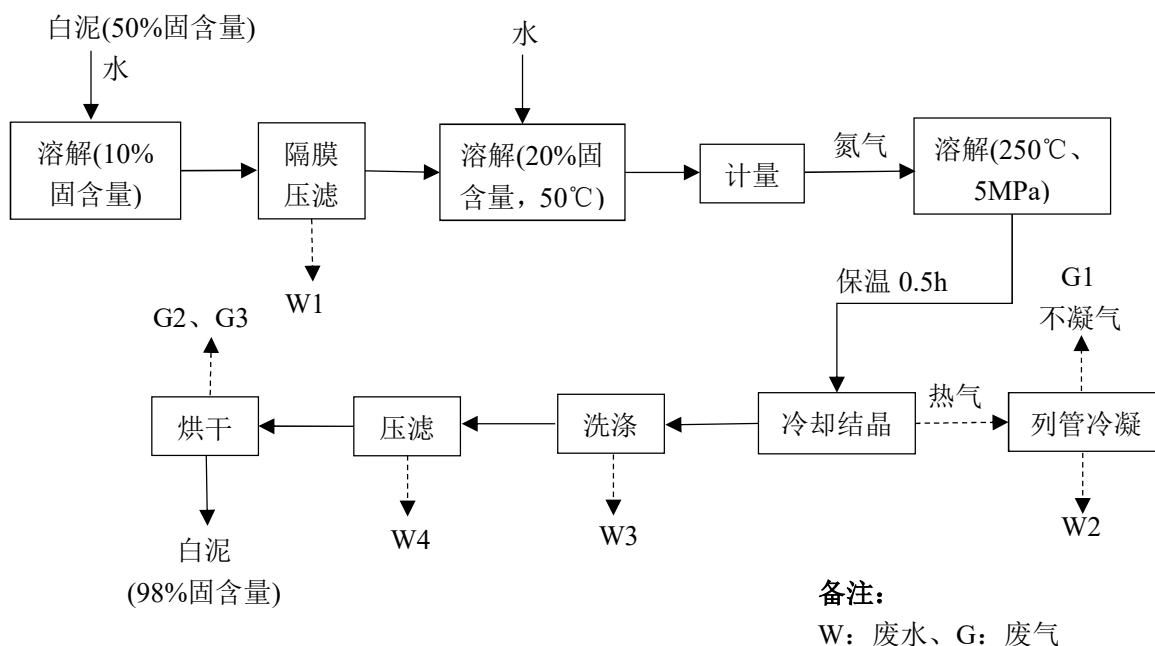 白泥(50%固含量)
水
水
溶解(10%
固含量)
隔膜
压滤
溶解(20%固
含量，50℃)
计量
氮气
溶解(250℃、
5MPa)
W1
保温 0.5h
G1
不凝气
G2、G3
烘干
压滤
洗涤
冷却结晶
热气
列管冷凝
W4
W3
W2
白泥
(98%固含量)
备注：
W：废水、G：废气